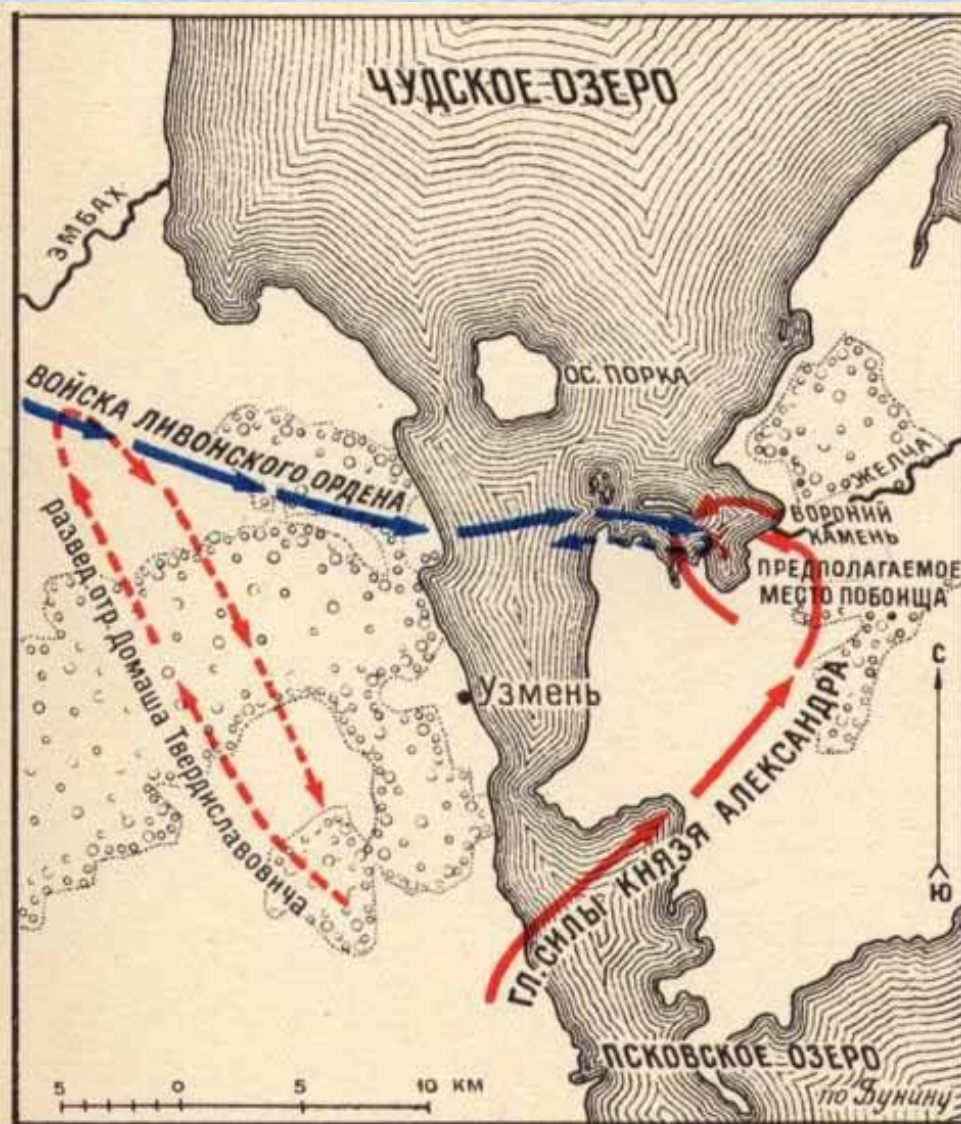 ЧУДСКОЕ ОЗЕРО
ЭМБАХ
ОС. ПОРКА
ВОЙСКА ЛИВОНСКОГО ОРДЕНА
ЖЕЛЧА
ВОРОНИЙ
КАМЕНЬ
ПРЕДПОЛАГАЕМОЕ
МЕСТО ПОБОИЩА
развед. отр. Домаша Твердиславовича
Узмень
С
Ю
ГЛ. СИЛЫ КНЯЗЯ АЛЕКСАНДРА
ПСКОВСКОЕ ОЗЕРО
5 0 5 10 КМ
по Бунину